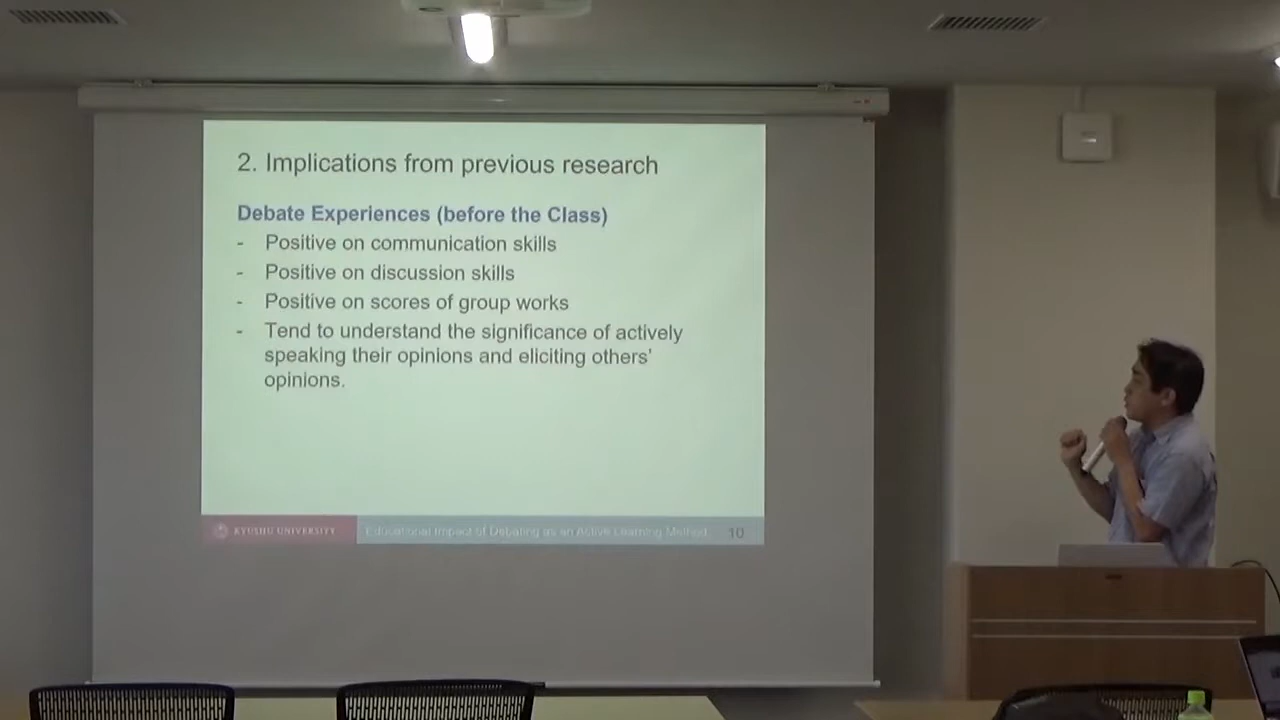 2. Implications from previous research
Debate Experiences (before the Class)
- Positive on communication skills
- Positive on discussion skills
- Positive on scores of group works
- Tend to understand the significance of actively
speaking their opinions and eliciting others'
opinions.
KYUSHU UNIVERSITY
Educational Impact of Debating as an Active Learning Method
10